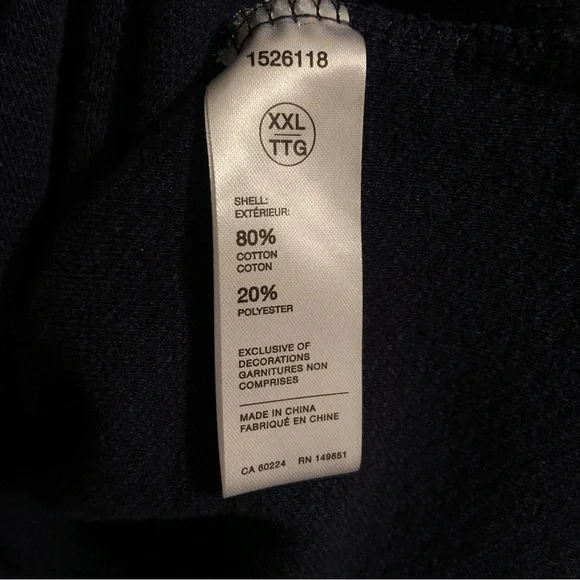 1526118
XXL
TTG
SHELL:
EXTÉRIEUR:
80%
COTTON
COTON
20%
POLYESTER
EXCLUSIVE OF
DECORATIONS
GARNITURES NON
COMPRISES
MADE IN CHINA
FABRIQUÉ EN CHINE
CA 60224 RN 149651